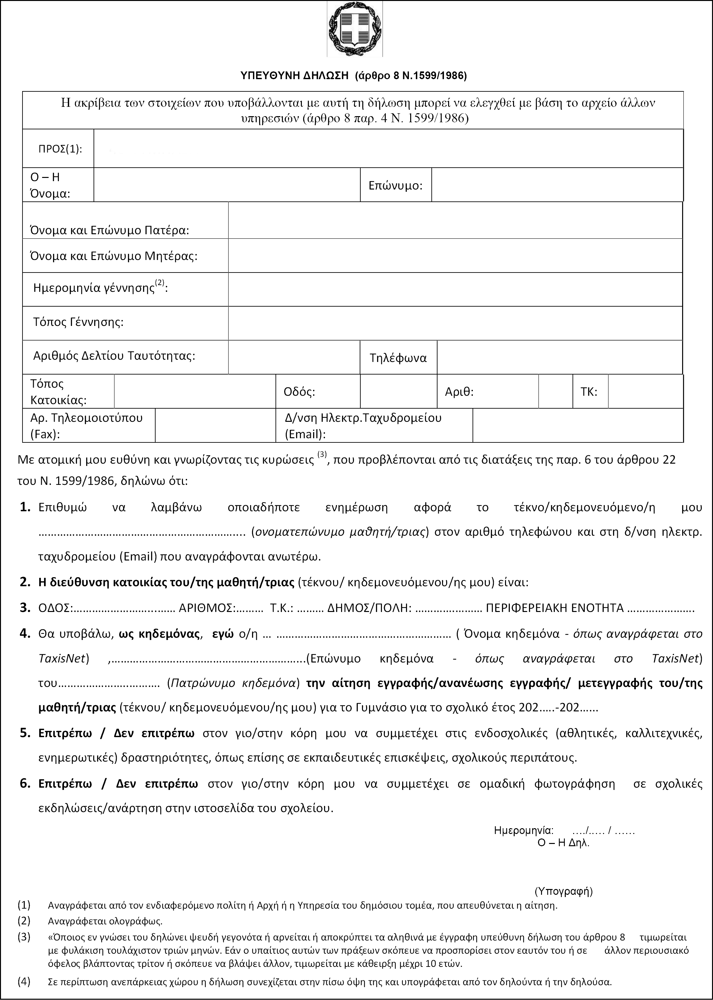 ΥΠΕΥΘΥΝΗ ΔΗΛΩΣΗ (άρθρο 8 Ν.1599/1986)
Η ακρίβεια των στοιχείων που υποβάλλονται με αυτή τη δήλωση μπορεί να ελεγχθεί με βάση το αρχείο άλλων
υπηρεσιών (άρθρο 8 παρ. 4 Ν. 1599/1986)
ΠΡΟΣ(1):
Ο – Η
Όνομα:
Επώνυμο:
Όνομα και Επώνυμο Πατέρα:
Όνομα και Επώνυμο Μητέρας:
Ημερομηνία γέννησης(2):
Τόπος Γέννησης:
Αριθμός Δελτίου Ταυτότητας:
Τηλέφωνα
Τόπος
Κατοικίας:
Οδός:
Αριθ:
ΤΚ:
Αρ. Τηλεομοιοτύπου
(Fax):
Δ/νση Ηλεκτρ.Ταχυδρομείου
(Email):
Με ατομική μου ευθύνη και γνωρίζοντας τις κυρώσεις (3), που προβλέπονται από τις διατάξεις της παρ. 6 του άρθρου 22
του Ν. 1599/1986, δηλώνω ότι:
1. Επιθυμώ να λαμβάνω οποιαδήποτε ενημέρωση αφορά το τέκνο/κηδεμονευόμενο/η μου
……………………………………………………….... (ονοματεπώνυμο μαθητή/τριας) στον αριθμό τηλεφώνου και στη δ/νση ηλεκτρ.
ταχυδρομείου (Email) που αναγράφονται ανωτέρω.
2. Η διεύθυνση κατοικίας του/της μαθητή/τριας (τέκνου/ κηδεμονευόμενου/ης μου) είναι:
3. ΟΔΟΣ:……………………..…… ΑΡΙΘΜΟΣ:……… Τ.Κ.: ……… ΔΗΜΟΣ/ΠΟΛΗ: ………………… ΠΕΡΙΦΕΡΕΙΑΚΗ ΕΝΟΤΗΤΑ ………………….
4. Θα υποβάλω, ως κηδεμόνας, εγώ ο/η … ………………………………………………… ( Όνομα κηδεμόνα - όπως αναγράφεται στο
TaxisNet) ,……………………………………………………...(Επώνυμο κηδεμόνα - όπως αναγράφεται στο TaxisNet)
του…………………………… (Πατρώνυμο κηδεμόνα) την αίτηση εγγραφής/ανανέωσης εγγραφής/ μετεγγραφής του/της
μαθητή/τριας (τέκνου/ κηδεμονευόμενου/ης μου) για το Γυμνάσιο για το σχολικό έτος 202…..-202……
5. Επιτρέπω / Δεν επιτρέπω στον γιο/στην κόρη μου να συμμετέχει στις ενδοσχολικές (αθλητικές, καλλιτεχνικές,
ενημερωτικές) δραστηριότητες, όπως επίσης σε εκπαιδευτικές επισκέψεις, σχολικούς περιπάτους.
6. Επιτρέπω / Δεν επιτρέπω στον γιο/στην κόρη μου να συμμετέχει σε ομαδική φωτογράφηση σε σχολικές
εκδηλώσεις/ανάρτηση στην ιστοσελίδα του σχολείου.
Ημερομηνία: …./..… / ……
Ο – Η Δηλ.
(Υπογραφή)
(1) Αναγράφεται από τον ενδιαφερόμενο πολίτη ή Αρχή ή η Υπηρεσία του δημόσιου τομέα, που απευθύνεται η αίτηση.
(2) Αναγράφεται ολογράφως.
(3) «Όποιος εν γνώσει του δηλώνει ψευδή γεγονότα ή αρνείται ή αποκρύπτει τα αληθινά με έγγραφη υπεύθυνη δήλωση του άρθρου 8 τιμωρείται
με φυλάκιση τουλάχιστον τριών μηνών. Εάν ο υπαίτιος αυτών των πράξεων σκόπευε να προσπορίσει στον εαυτόν του ή σε άλλον περιουσιακό
όφελος βλάπτοντας τρίτον ή σκόπευε να βλάψει άλλον, τιμωρείται με κάθειρξη μέχρι 10 ετών.
(4) Σε περίπτωση ανεπάρκειας χώρου η δήλωση συνεχίζεται στην πίσω όψη της και υπογράφεται από τον δηλούντα ή την δηλούσα.